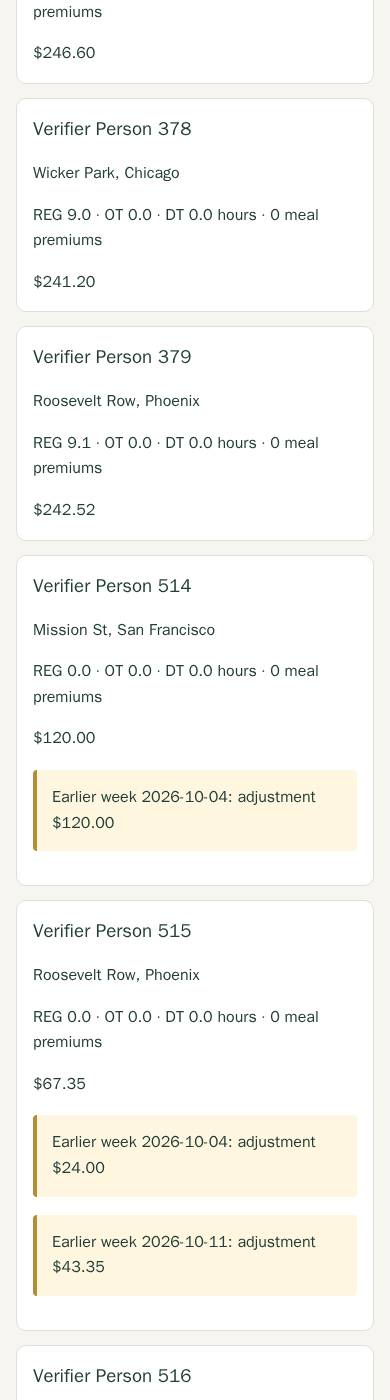 premiums
$246.60
Verifier Person 378
Wicker Park, Chicago
REG 9.0 · OT 0.0 · DT 0.0 hours · 0 meal
premiums
$241.20
Verifier Person 379
Roosevelt Row, Phoenix
REG 9.1 · OT 0.0 · DT 0.0 hours · 0 meal
premiums
$242.52
Verifier Person 514
Mission St, San Francisco
REG 0.0 · OT 0.0 · DT 0.0 hours · 0 meal
premiums
$120.00
Earlier week 2026-10-04: adjustment
$120.00
Verifier Person 515
Roosevelt Row, Phoenix
REG 0.0 · OT 0.0 · DT 0.0 hours · 0 meal
premiums
$67.35
Earlier week 2026-10-04: adjustment
$24.00
Earlier week 2026-10-11: adjustment
$43.35
Verifier Person 516